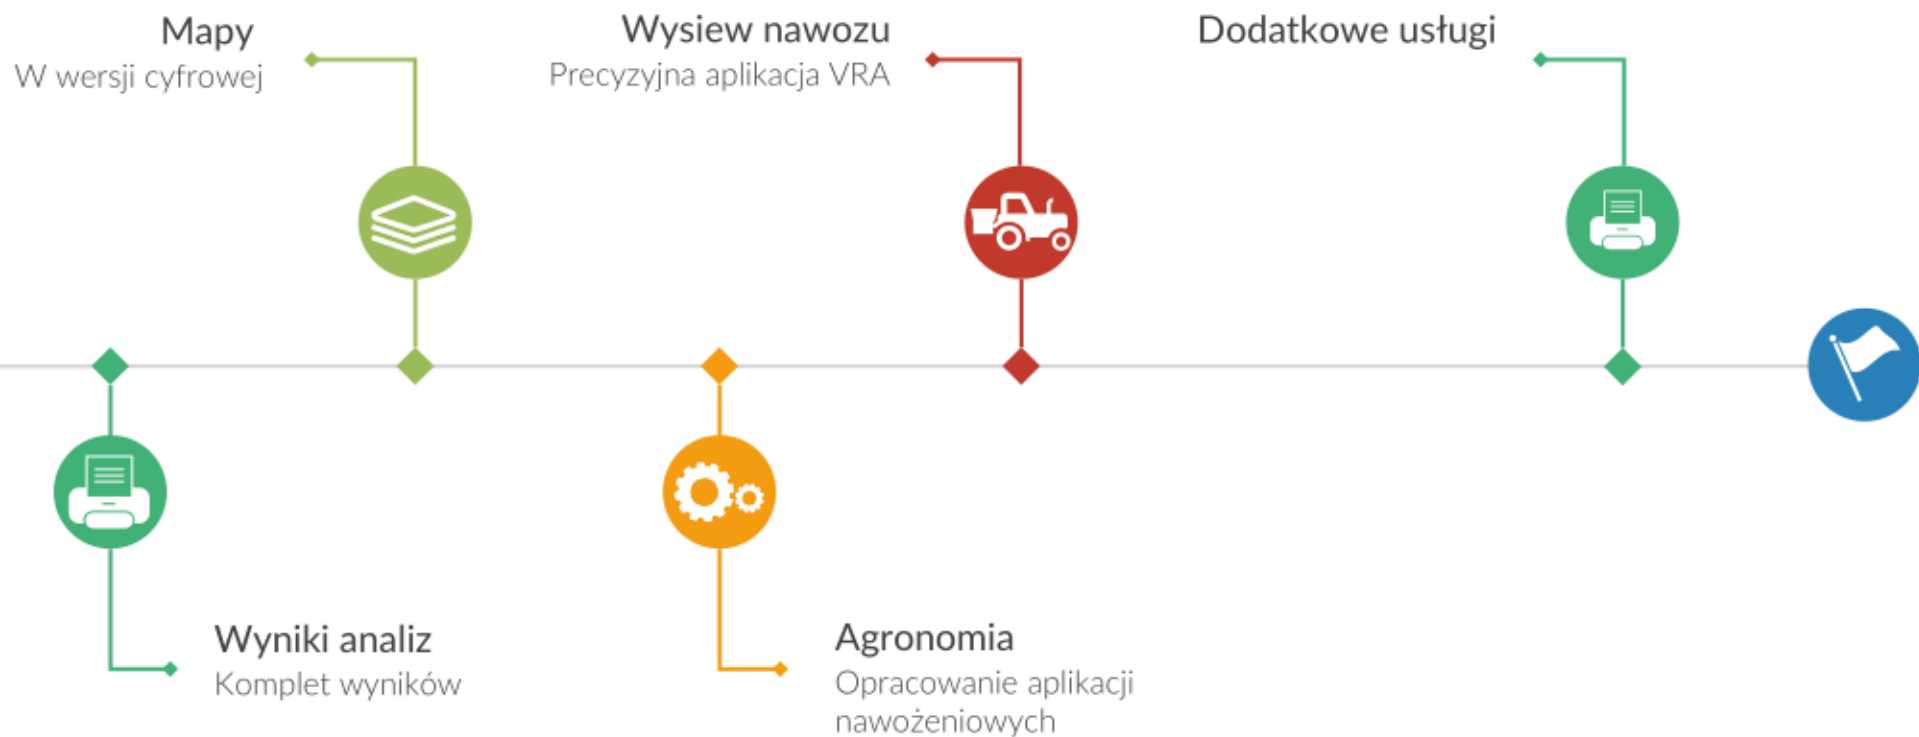 Mapy
W wersji cyfrowej
Wysiew nawozu
Precyzyjna aplikacja VRA
Dodatkowe usługi
Wyniki analiz
Komplet wyników
Agronomia
Opracowanie aplikacji
nawożeniowych